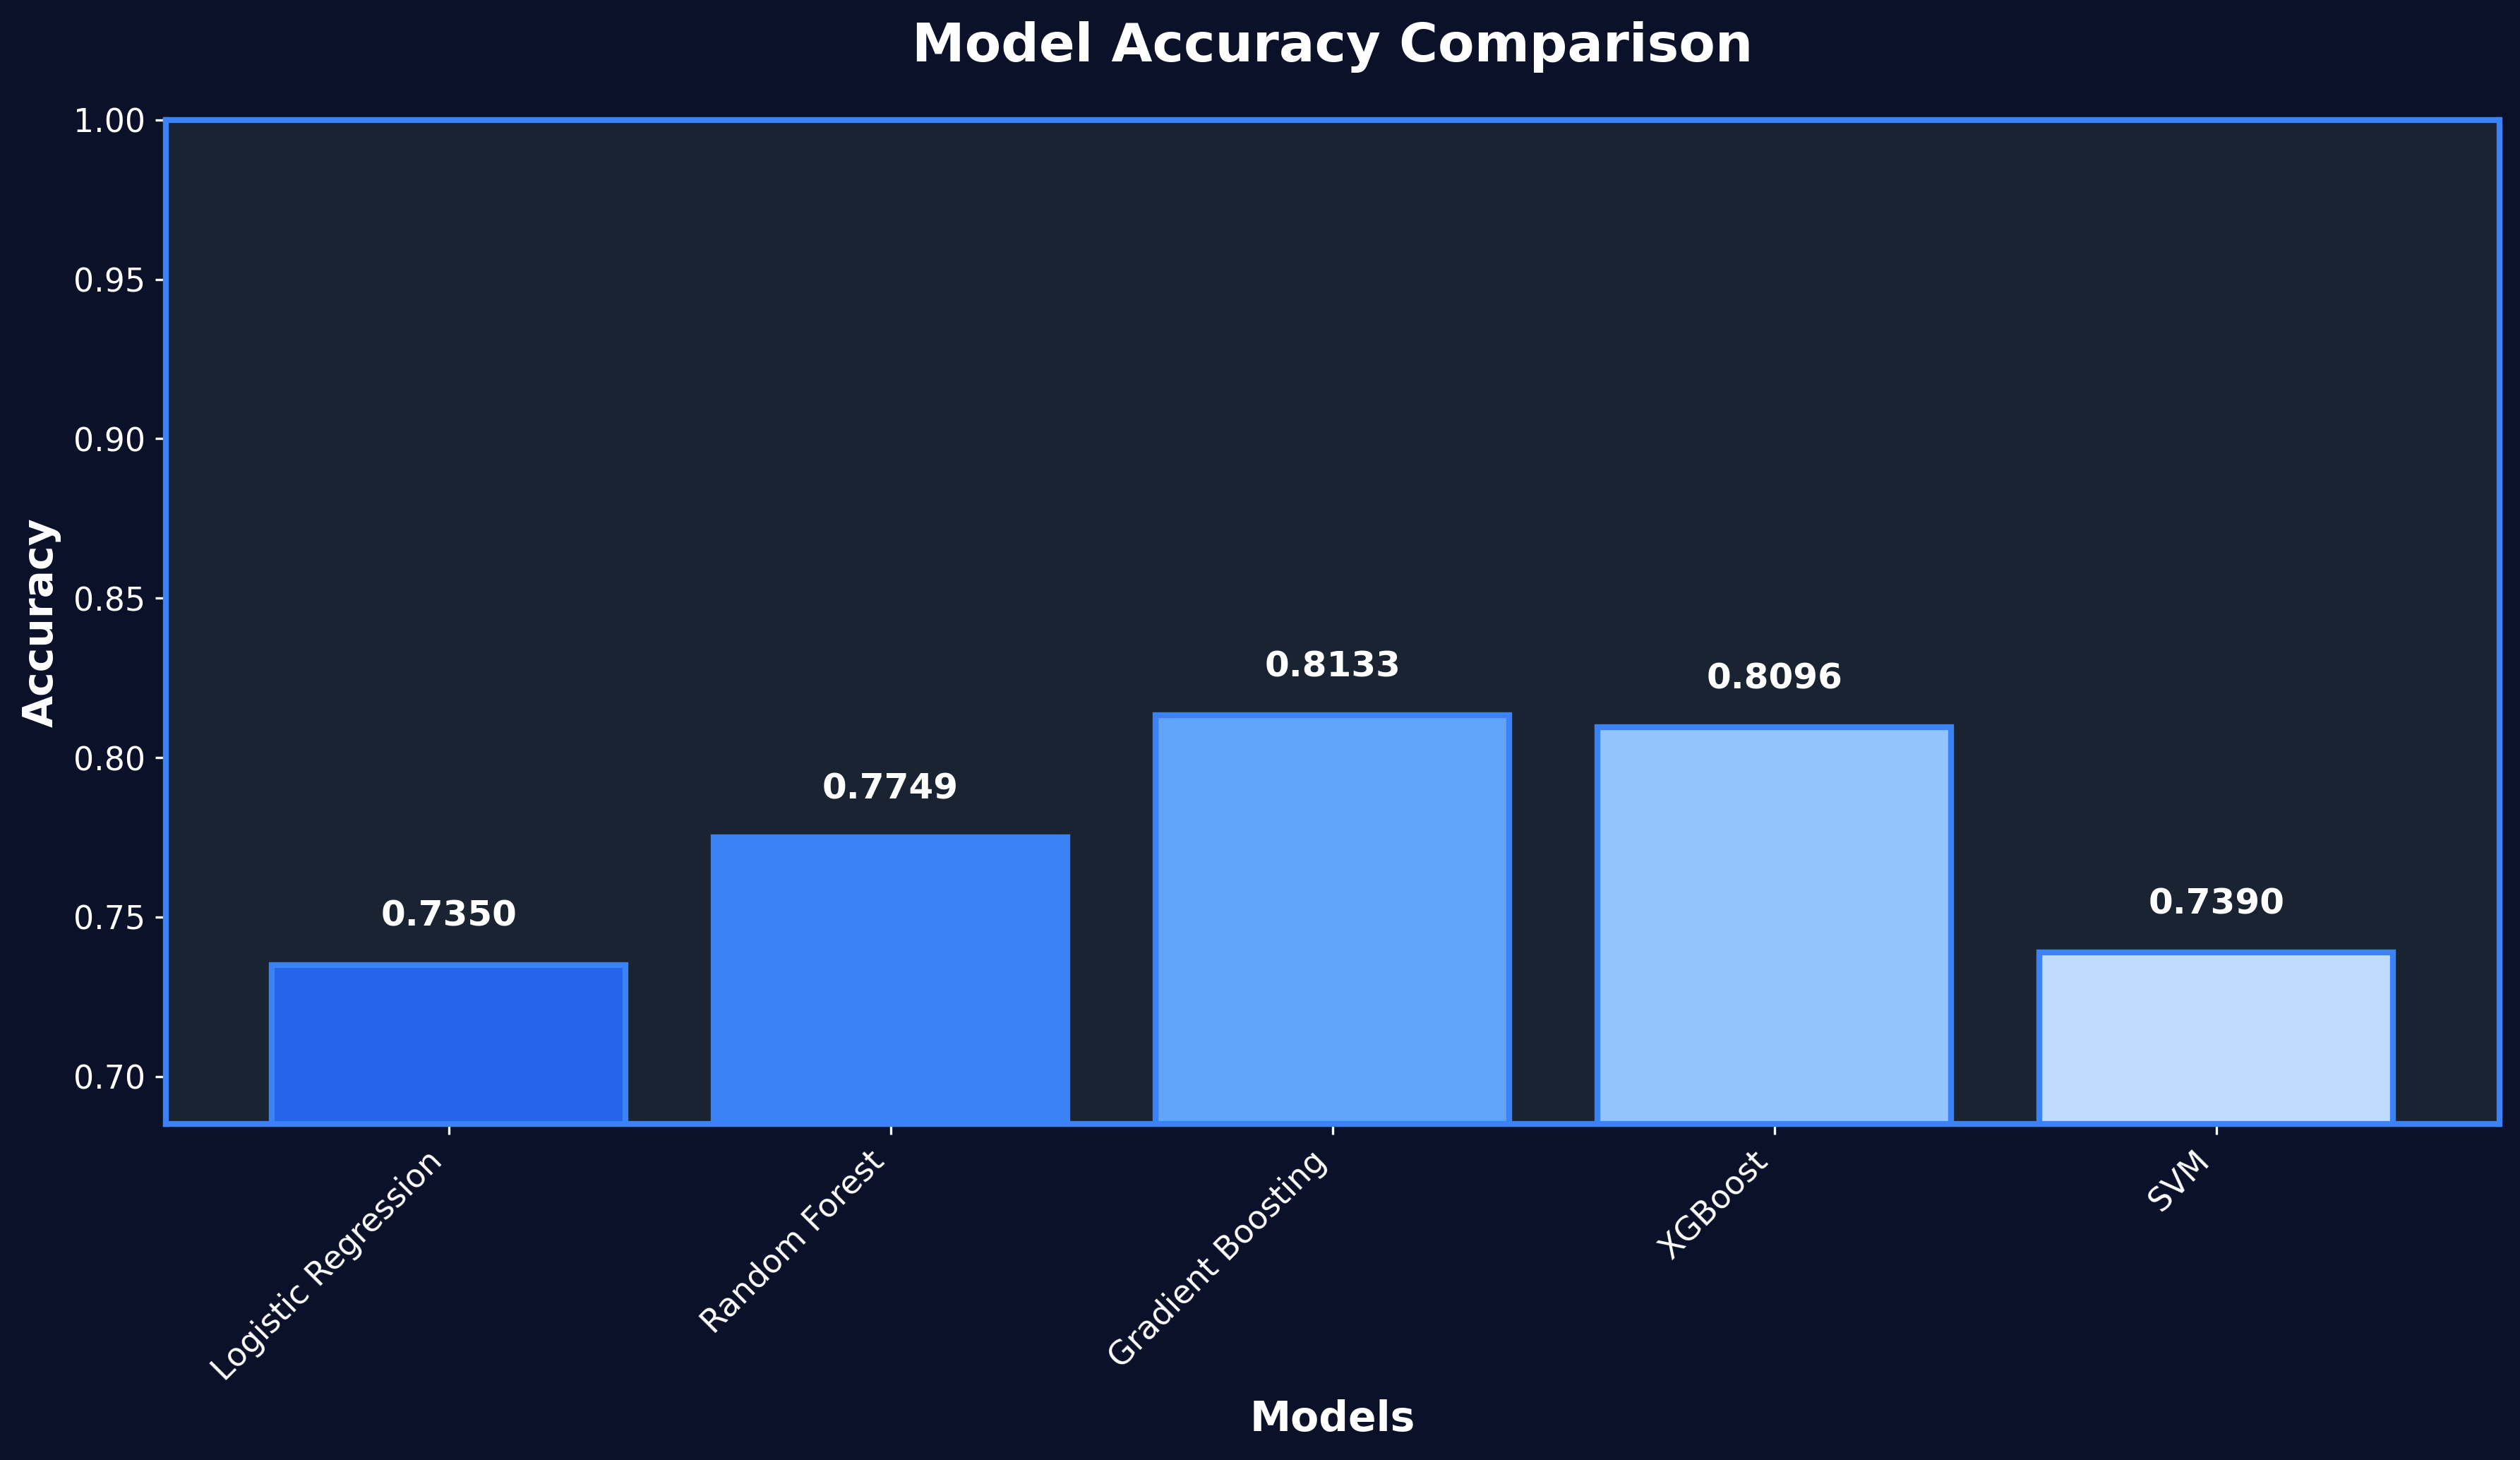 Model Accuracy Comparison
1.00
0.95
0.90
0.85
0.80
0.75
0.70
Accuracy
0.7350
0.7749
0.8133
0.8096
0.7390
Logistic Regression
Random Forest
Gradient Boosting
XGBoost
SVM
Models